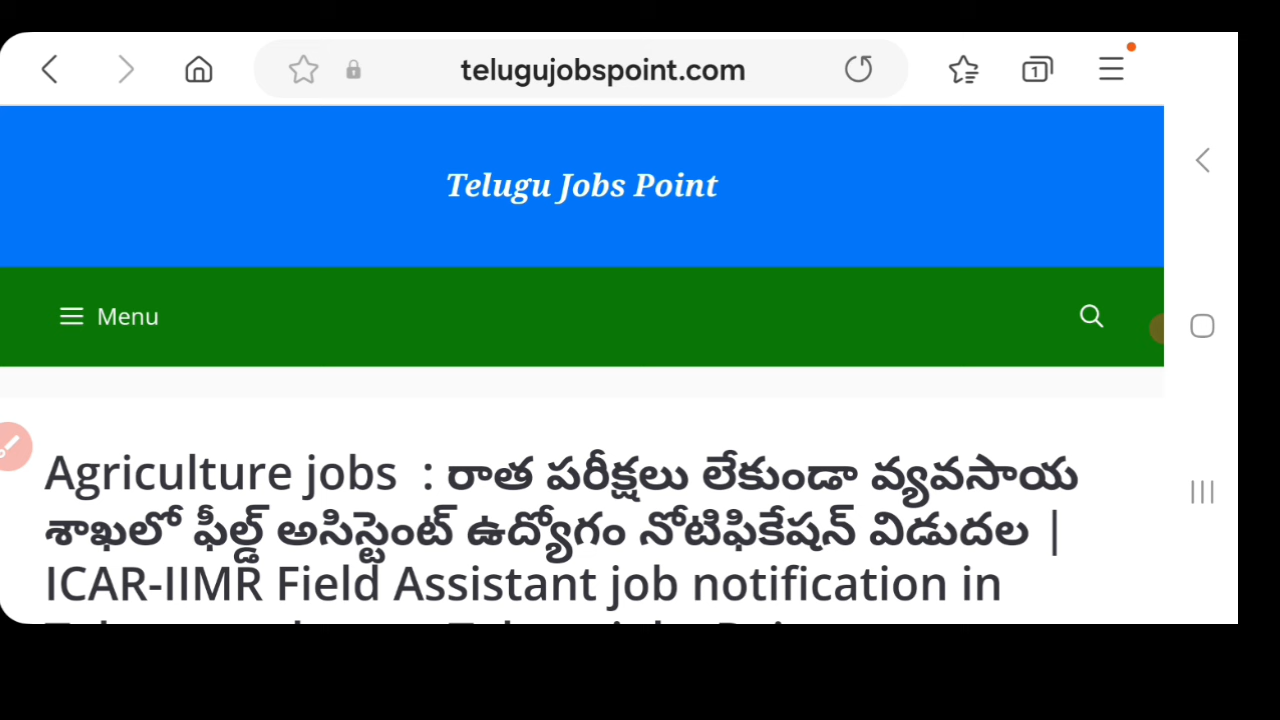 telugujobspoint.com
1
Telugu Jobs Point
Menu
Agriculture jobs : రాత పరీక్షలు లేకుండా వ్యవసాయ
శాఖలో ఫీల్డ్ అసిస్టెంట్ ఉద్యోగం నోటిఫికేషన్ విడుదల |
ICAR-IIMR Field Assistant job notification in